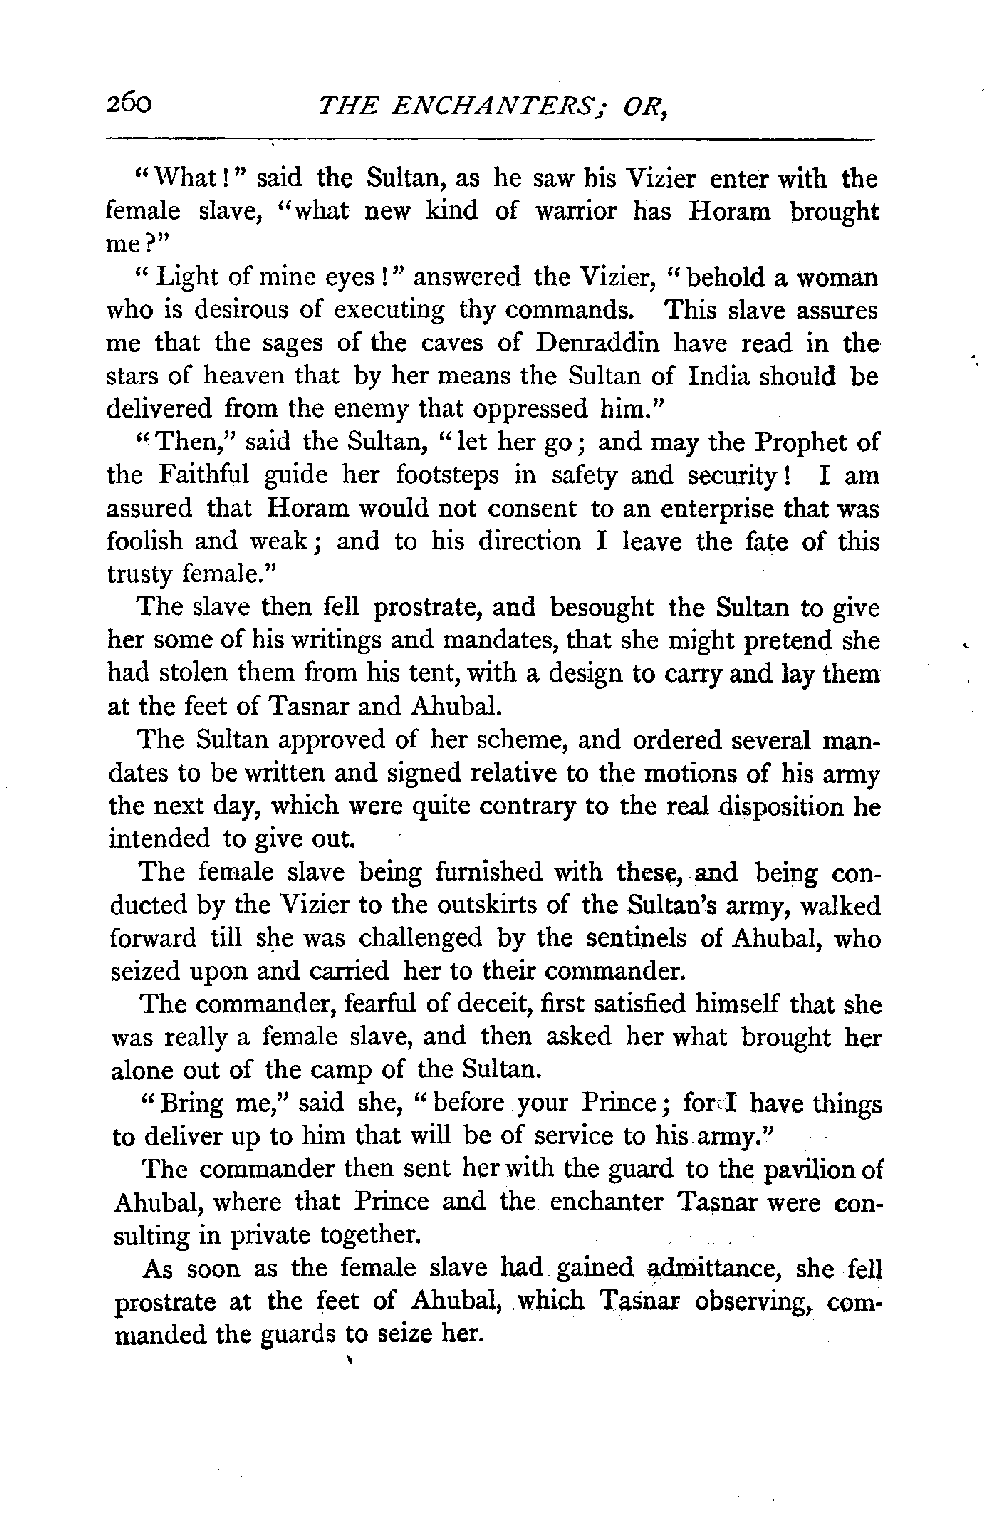 260 THE ENCHANTERS; OR,
"What!" said the Sultan, as he saw his Vizier enter with the
female slave, "what new kind of warrior has Horam brought
me?"
"Light of mine eyes!" answered the Vizier, "behold a woman
who is desirous of executing thy commands. This slave assures
me that the sages of the caves of Denraddin have read in the
stars of heaven that by her means the Sultan of India should be
delivered from the enemy that oppressed him."
"Then," said the Sultan, "let her go; and may the Prophet of
the Faithful guide her footsteps in safety and security! I am
assured that Horam would not consent to an enterprise that was
foolish and weak; and to his direction I leave the fate of this
trusty female."
The slave then fell prostrate, and besought the Sultan to give
her some of his writings and mandates, that she might pretend she
had stolen them from his tent, with a design to carry and lay them
at the feet of Tasnar and Ahubal.
The Sultan approved of her scheme, and ordered several man-
dates to be written and signed relative to the motions of his army
the next day, which were quite contrary to the real disposition he
intended to give out.
The female slave being furnished with these, and being con-
ducted by the Vizier to the outskirts of the Sultan's army, walked
forward till she was challenged by the sentinels of Ahubal, who
seized upon and carried her to their commander.
The commander, fearful of deceit, first satisfied himself that she
was really a female slave, and then asked her what brought her
alone out of the camp of the Sultan.
"Bring me," said she, "before your Prince; for I have things
to deliver up to him that will be of service to his army."
The commander then sent her with the guard to the pavilion of
Ahubal, where that Prince and the enchanter Tasnar were con-
sulting in private together.
As soon as the female slave had gained admittance, she fell
prostrate at the feet of Ahubal, which Tasnar observing, com-
manded the guards to seize her.